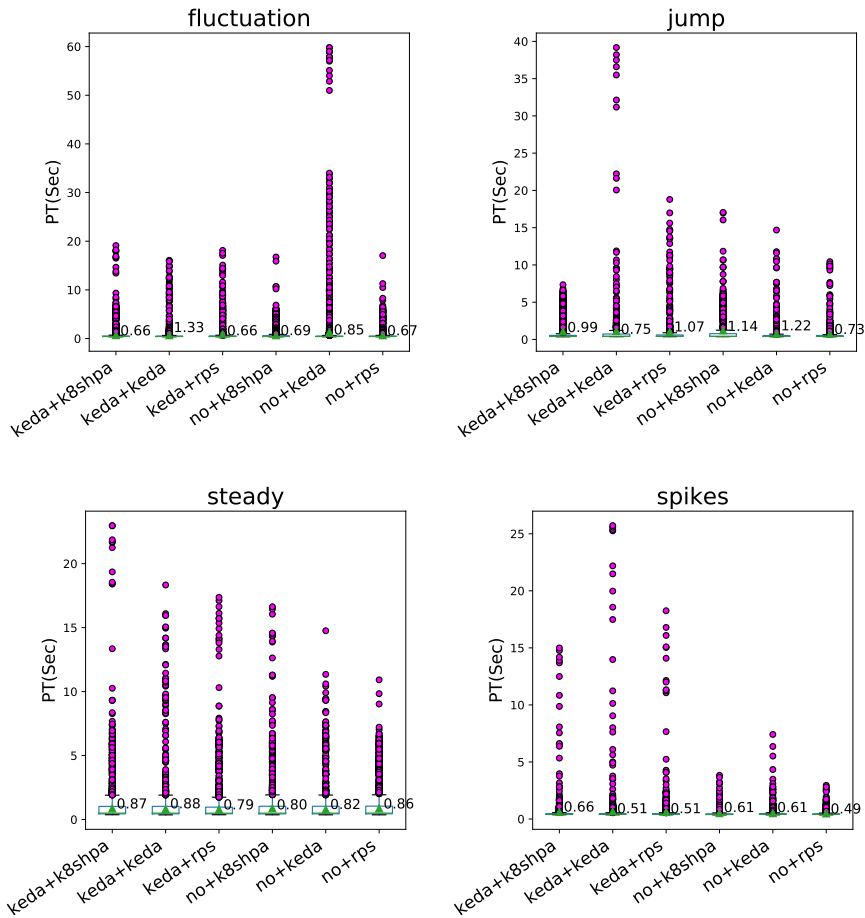 fluctuation
PT(Sec)
60
50
40
30
20
10
0
0.66
1.33
0.66
0.69
0.85
0.67
keda+k8shpa
keda+keda
keda+rps
no+k8shpa
no+keda
no+rps
jump
PT(Sec)
40
35
30
25
20
15
10
5
0
0.99
0.75
1.07
1.14
1.22
0.73
keda+k8shpa
keda+keda
keda+rps
no+k8shpa
no+keda
no+rps
steady
PT(Sec)
20
15
10
5
0
0.87
0.88
0.79
0.80
0.82
0.86
keda+k8shpa
keda+keda
keda+rps
no+k8shpa
no+keda
no+rps
spikes
PT(Sec)
25
20
15
10
5
0
0.66
0.51
0.51
0.61
0.61
0.49
keda+k8shpa
keda+keda
keda+rps
no+k8shpa
no+keda
no+rps